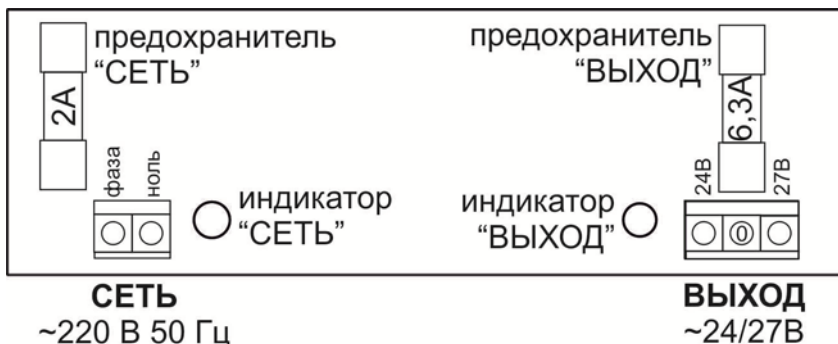 предохранитель
“СЕТЬ”
2А
фаза
ноль
индикатор
“СЕТЬ”
СЕТЬ
~220 В 50 Гц
предохранитель
“ВЫХОД”
6,3А
24В
27В
индикатор
“ВЫХОД”
0
ВЫХОД
~24/27В